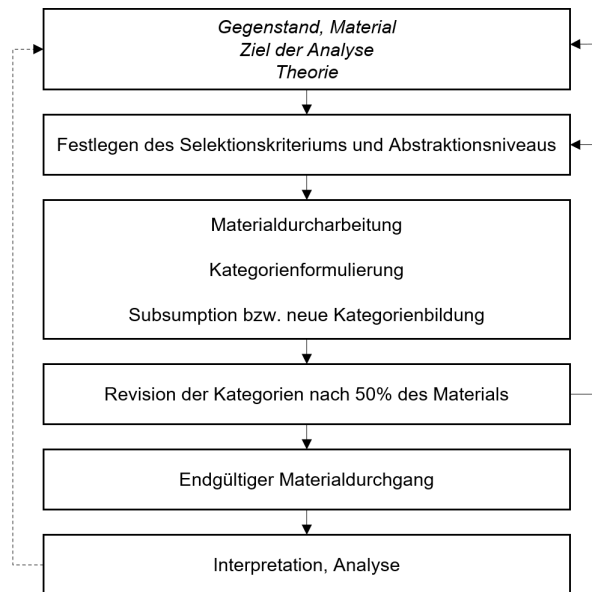 Gegenstand, Material
Ziel der Analyse
Theorie
Festlegen des Selektionskriteriums und Abstraktionsniveaus
Materialdurcharbeitung
Kategorienformulierung
Subsumption bzw. neue Kategorienbildung
Revision der Kategorien nach 50% des Materials
Endgültiger Materialdurchgang
Interpretation, Analyse